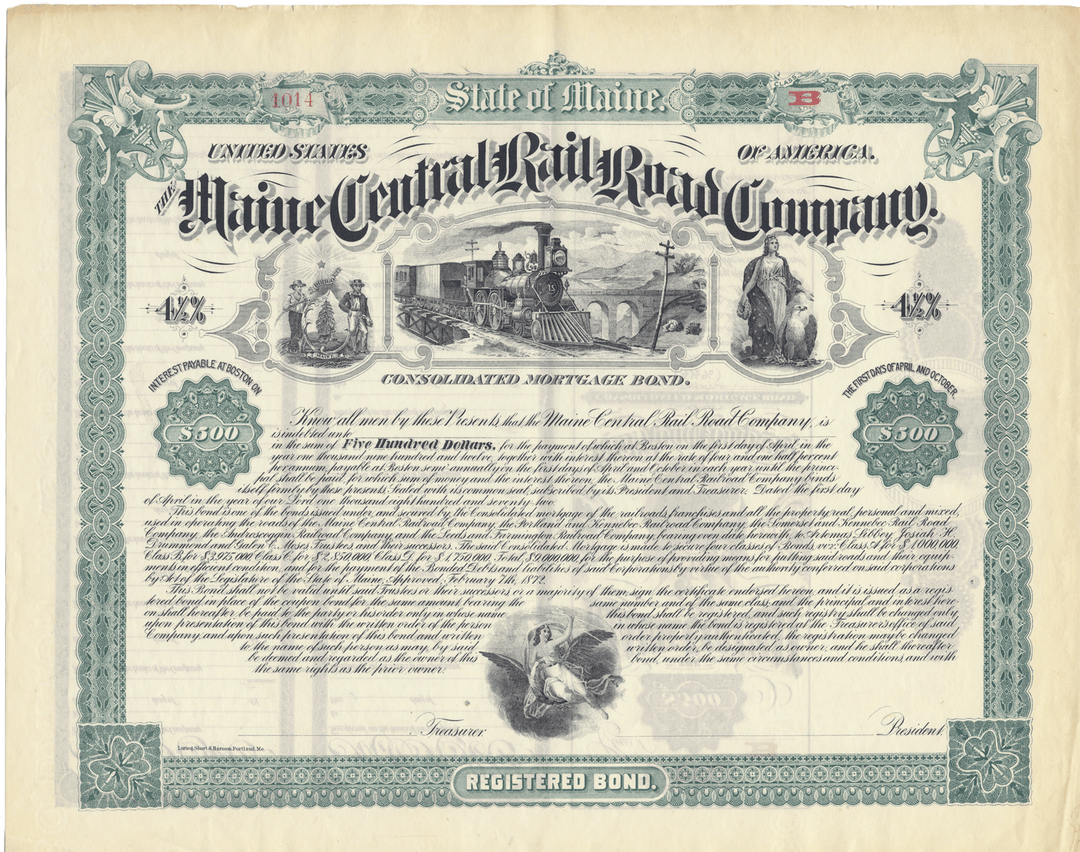 1014
State of Maine.
B
UNITED STATES OF AMERICA.
THE Maine Central Rail Road Company.
4½% 4½%
15
CONSOLIDATED MORTGAGE BOND.
INTEREST PAYABLE AT BOSTON ON
THE FIRST DAYS OF APRIL AND OCTOBER.
$500 $500
Know all men by these Presents, that the Maine Central Rail Road Company, is
is indebted unto
in the sum of Five Hundred Dollars, for the payment of which at Boston on the first day of April in the
year one thousand nine hundred and twelve, together with interest thereon at the rate of four and one half percent
per annum, payable at Boston semi annually on the first days of April and October in each year until the princi-
pal shall be paid, for which sum of money and the interest thereon, the Maine Central Railroad Company binds
itself firmly by these presents, Sealed with its common seal, subscribed by its President and Treasurer; Dated the first day
of April in the year of our Lord one thousand eight hundred and seventy two.
This bond is one of the bonds issued under, and secured by the Consolidated mortgage of the railroads, franchises and all the property real, personal and mixed,
used in operating the roads of the Maine Central Railroad Company, the Portland and Kennebec Railroad Company, the Somerset and Kennebec Rail Road
Company, the Androscoggin Railroad Company, and the Leeds and Farmington Railroad Company, bearing even date herewith, to Artemas Libbey, Josiah H.
Drummond and Galen C. Moses, Trustees and their successors. The said Consolidated Mortgage is made to secure four classes of Bonds, viz: Class A for $1,000,000,
Class B, for Class C, for $2,850,000. Class D, for Total, $9,000,000, for the purpose of providing means for putting said roads and their equip-
ments in efficient condition, and for the payment of the Bonded Debts and liabilities of said Corporations by virtue of the authority conferred on said corporations
by Act of the Legislature of the State of Maine, Approved February 7th, 1872.
This Bond shall not be valid until said Trustees or their successors or a majority of them, sign the certificate endorsed hereon, and it is issued as a regis-
tered bond in place of the coupon bond for the same amount bearing the same number and of the same class, and the principal and interest here
on shall hereafter be paid to the party or his order only in whose name this bond shall be registered, and such registry shall be obtained only
upon presentation of this bond with the written order of the person in whose name the bond is registered at the Treasurer's office of said
Company, and upon such presentation of this bond and written order, properly authenticated, the registration may be changed
to the name of such person as may, by said written order, be designated as owner; and he shall thereafter
be deemed and regarded as the owner of this bond, under the same circumstances and conditions, and with
the same rights as the prior owner.
Treasurer President.
Loring, Short & Harmon, Portland, Me.
REGISTERED BOND.